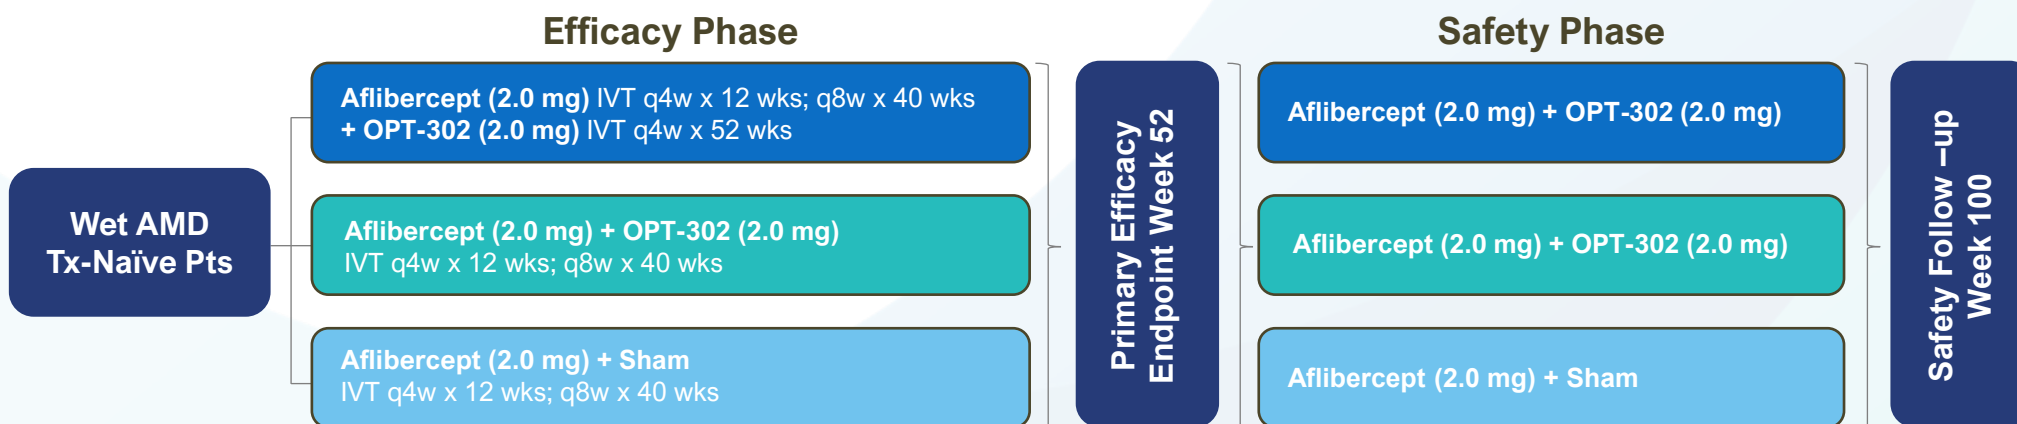 Efficacy Phase
Safety Phase
Wet AMD
Tx-Naïve Pts
Aflibercept (2.0 mg) IVT q4w x 12 wks; q8w x 40 wks
+ OPT-302 (2.0 mg) IVT q4w x 52 wks
Aflibercept (2.0 mg) + OPT-302 (2.0 mg)
IVT q4w x 12 wks; q8w x 40 wks
Aflibercept (2.0 mg) + Sham
IVT q4w x 12 wks; q8w x 40 wks
Primary Efficacy
Endpoint Week 52
Aflibercept (2.0 mg) + OPT-302 (2.0 mg)
Aflibercept (2.0 mg) + OPT-302 (2.0 mg)
Aflibercept (2.0 mg) + Sham
Safety Follow –up
Week 100